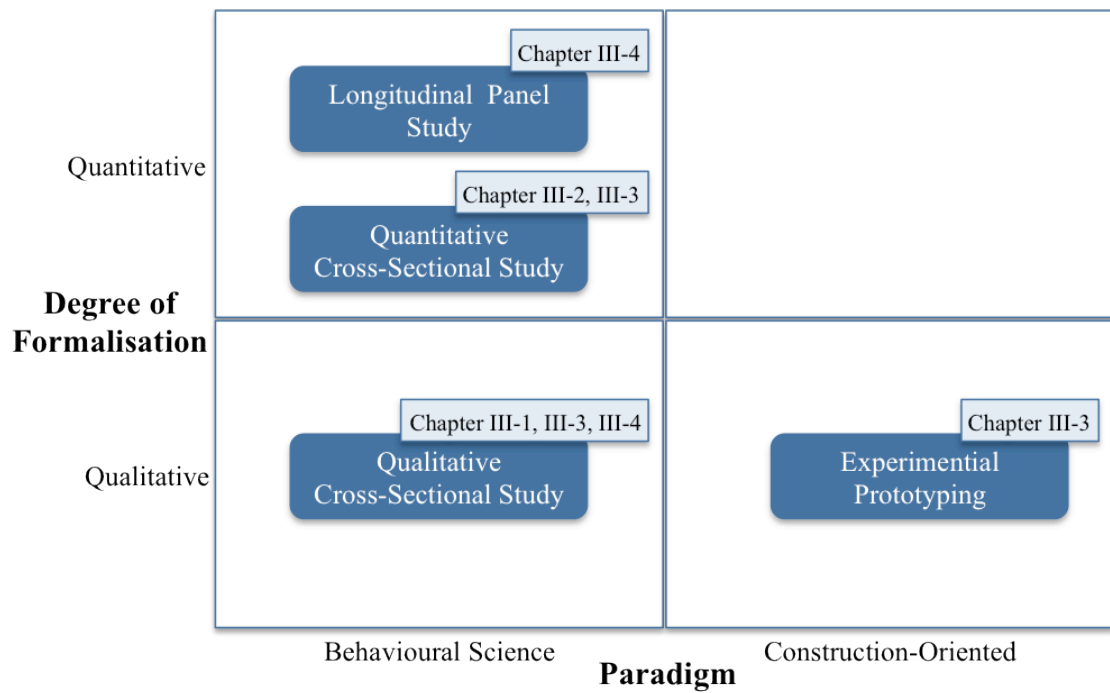 Chapter III-4
Longitudinal Panel
Study
Quantitative
Chapter III-2, III-3
Quantitative
Cross-Sectional Study
Degree of
Formalisation
Chapter III-1, III-3, III-4
Qualitative
Cross-Sectional Study
Chapter III-3
Experimential
Prototyping
Qualitative
Behavioural Science
Construction-Oriented
Paradigm